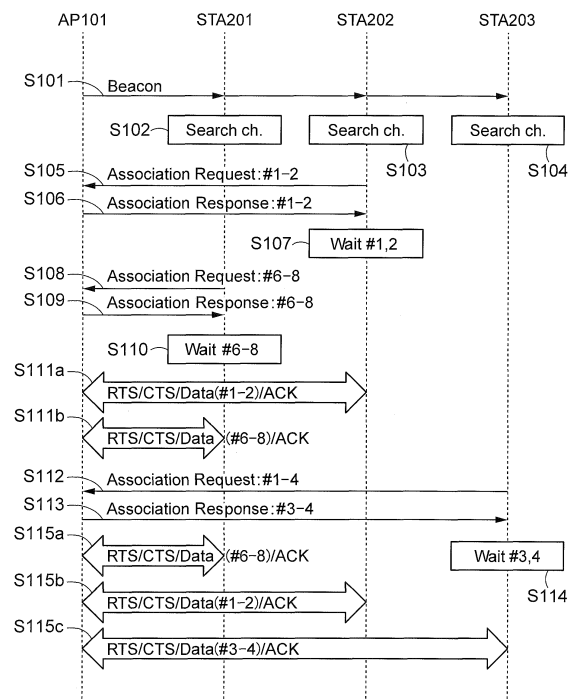 AP101 STA201 STA202 STA203
S101 Beacon
S102 Search ch. Search ch. Search ch.
S103 S104
S105 Association Request:#1-2
S106 Association Response:#1-2
S107 Wait #1,2
S108 Association Request:#6-8
S109 Association Response:#6-8
S110 Wait #6-8
S111a RTS/CTS/Data(#1-2)/ACK
S111b RTS/CTS/Data (#6-8)/ACK
S112 Association Request:#1-4
S113 Association Response:#3-4
S115a RTS/CTS/Data (#6-8)/ACK Wait #3,4
S114
S115b RTS/CTS/Data(#1-2)/ACK
S115c RTS/CTS/Data(#3-4)/ACK